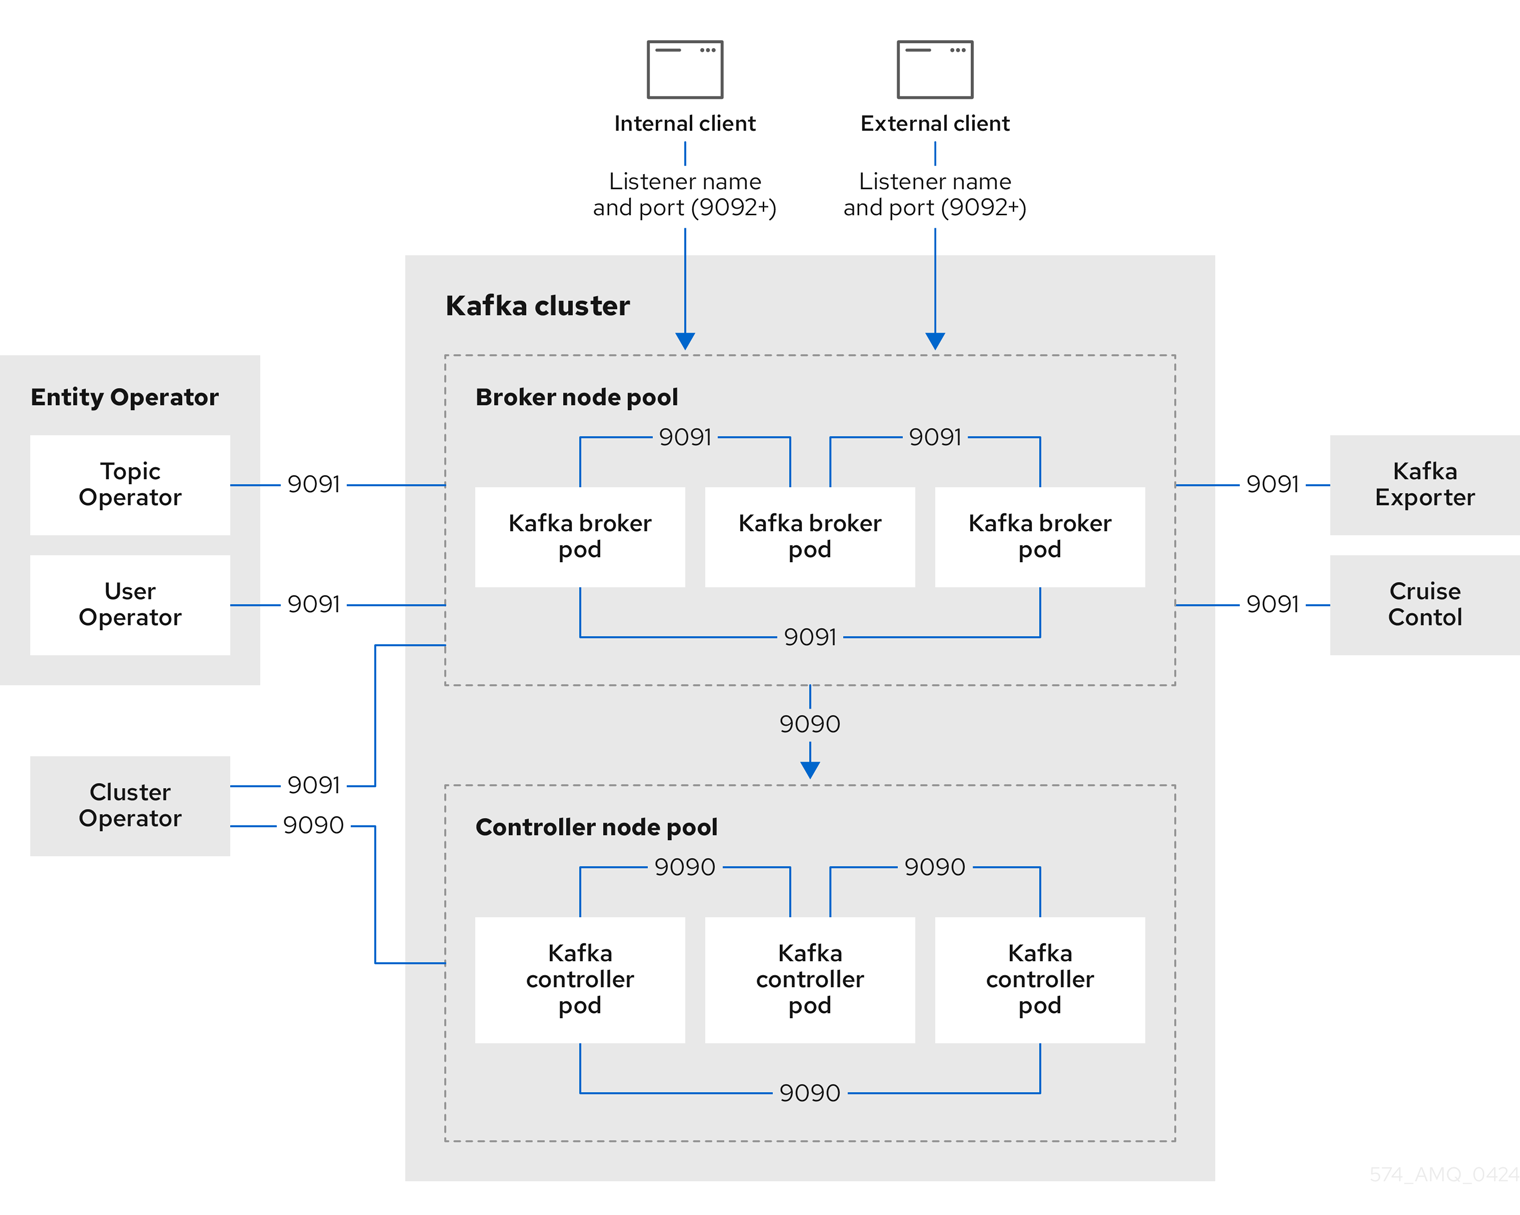 Internal client
External client
Listener name
and port (9092+)
Listener name
and port (9092+)
Kafka cluster
Entity Operator
Topic
Operator
9091
User
Operator
9091
Cluster
Operator
9091
9090
Broker node pool
9091
9091
Kafka broker
pod
Kafka broker
pod
Kafka broker
pod
9091
9090
Controller node pool
9090
9090
Kafka
controller
pod
Kafka
controller
pod
Kafka
controller
pod
9090
9091
Kafka
Exporter
9091
Cruise
Contol
574_AMQ_0424